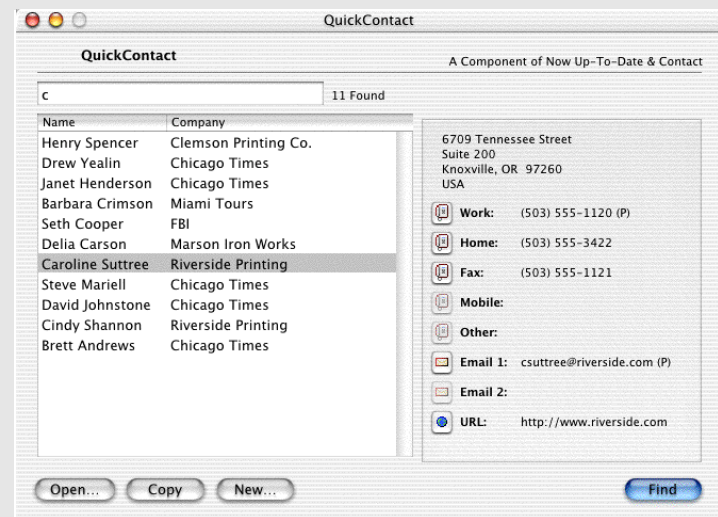 QuickContact
QuickContact
A Component of Now Up-To-Date & Contact
c
11 Found
Name Company
Henry Spencer Clemson Printing Co.
Drew Yealin Chicago Times
Janet Henderson Chicago Times
Barbara Crimson Miami Tours
Seth Cooper FBI
Delia Carson Marson Iron Works
Caroline Suttree Riverside Printing
Steve Mariell Chicago Times
David Johnstone Chicago Times
Cindy Shannon Riverside Printing
Brett Andrews Chicago Times
6709 Tennessee Street
Suite 200
Knoxville, OR 97260
USA
Work: (503) 555-1120 (P)
Home: (503) 555-3422
Fax: (503) 555-1121
Mobile:
Other:
Email 1: csuttree@riverside.com (P)
Email 2:
URL: http://www.riverside.com
Open... Copy New... Find